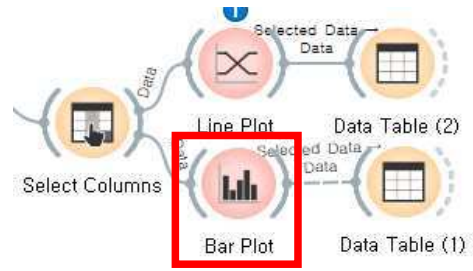 Selected Data →
Data
Data
Line Plot
Data Table (2)
Select Columns
Data
Selected Data →
Data
Bar Plot
Data Table (1)